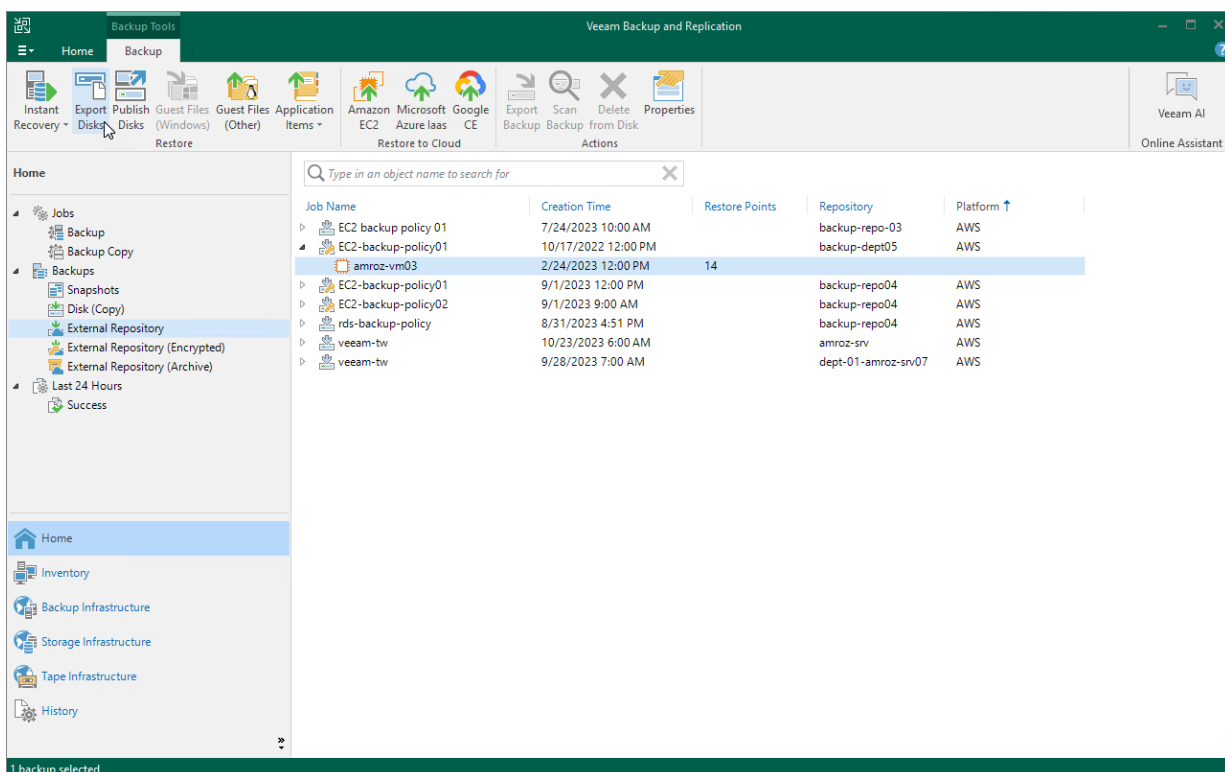 Backup Tools
Veeam Backup and Replication
Home Backup
Instant Recovery
Export Disks
Publish Disks
Guest Files (Windows)
Guest Files (Other)
Application Items
Restore
Amazon EC2
Microsoft Azure Iaas
Google CE
Restore to Cloud
Export Backup
Scan Backup
Delete from Disk
Properties
Actions
Veeam AI
Online Assistant
Home
Jobs
Backup
Backup Copy
Backups
Snapshots
Disk (Copy)
External Repository
External Repository (Encrypted)
External Repository (Archive)
Last 24 Hours
Success
Home
Inventory
Backup Infrastructure
Storage Infrastructure
Tape Infrastructure
History
Type in an object name to search for
Job Name Creation Time Restore Points Repository Platform
EC2 backup policy 01 7/24/2023 10:00 AM backup-repo-03 AWS
EC2-backup-policy01 10/17/2022 12:00 PM backup-dept05 AWS
amroz-vm03 2/24/2023 12:00 PM 14
EC2-backup-policy01 9/1/2023 12:00 PM backup-repo04 AWS
EC2-backup-policy02 9/1/2023 9:00 AM backup-repo04 AWS
rds-backup-policy 8/31/2023 4:51 PM backup-repo04 AWS
veeam-tw 10/23/2023 6:00 AM amroz-srv AWS
veeam-tw 9/28/2023 7:00 AM dept-01-amroz-srv07 AWS
1 backup selected